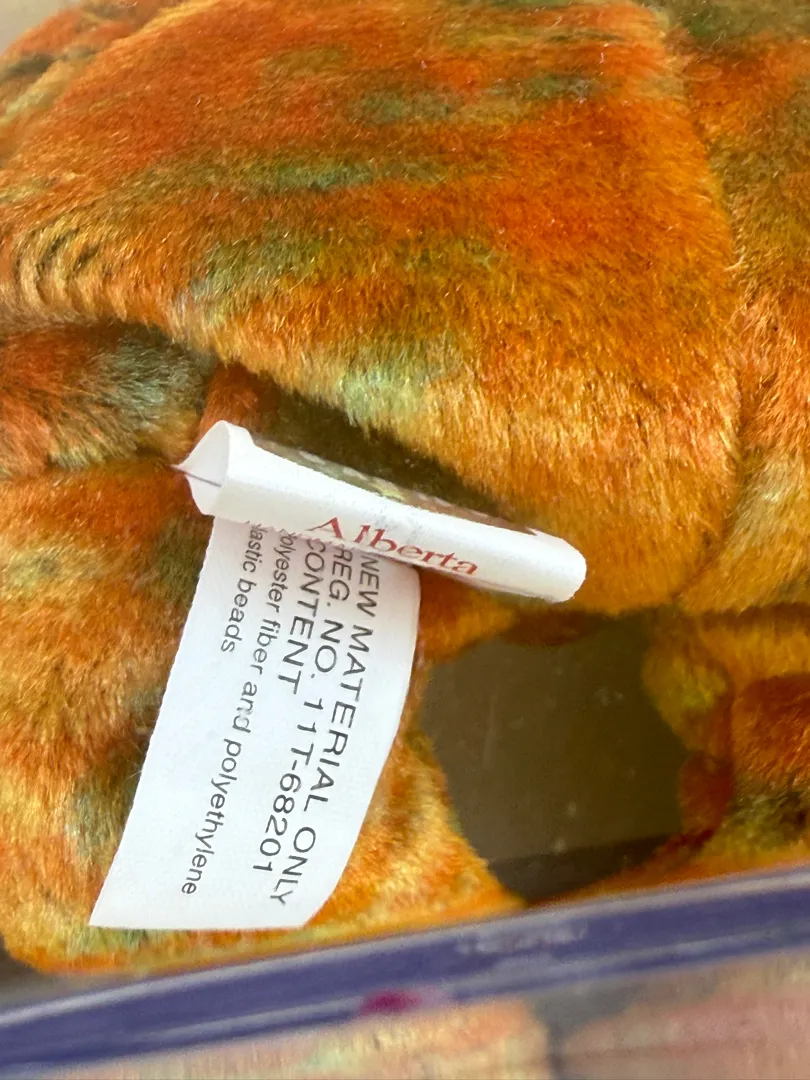 Alberta
NEW MATERIAL ONLY
REG. NO. 11T-68201
CONTENT
polyester fiber and polyethylene
plastic beads